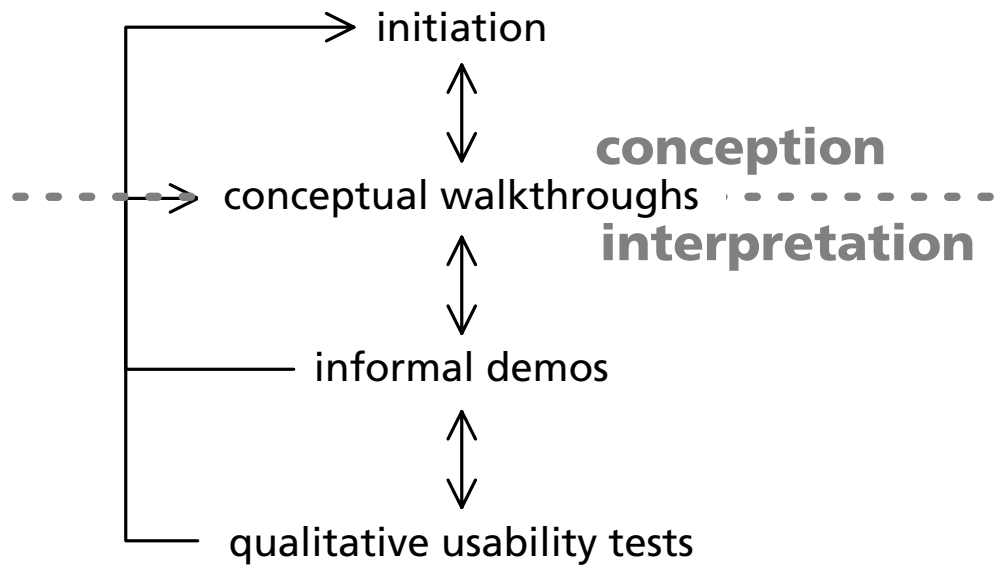 initiation
conception
conceptual walkthroughs
interpretation
informal demos
qualitative usability tests